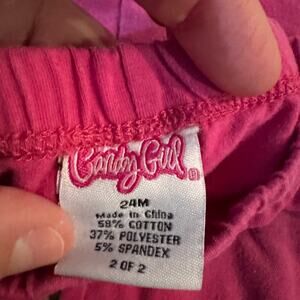 Candy Girl ®
24M
Made in China
58% COTTON
37% POLYESTER
5% SPANDEX
2 OF 2